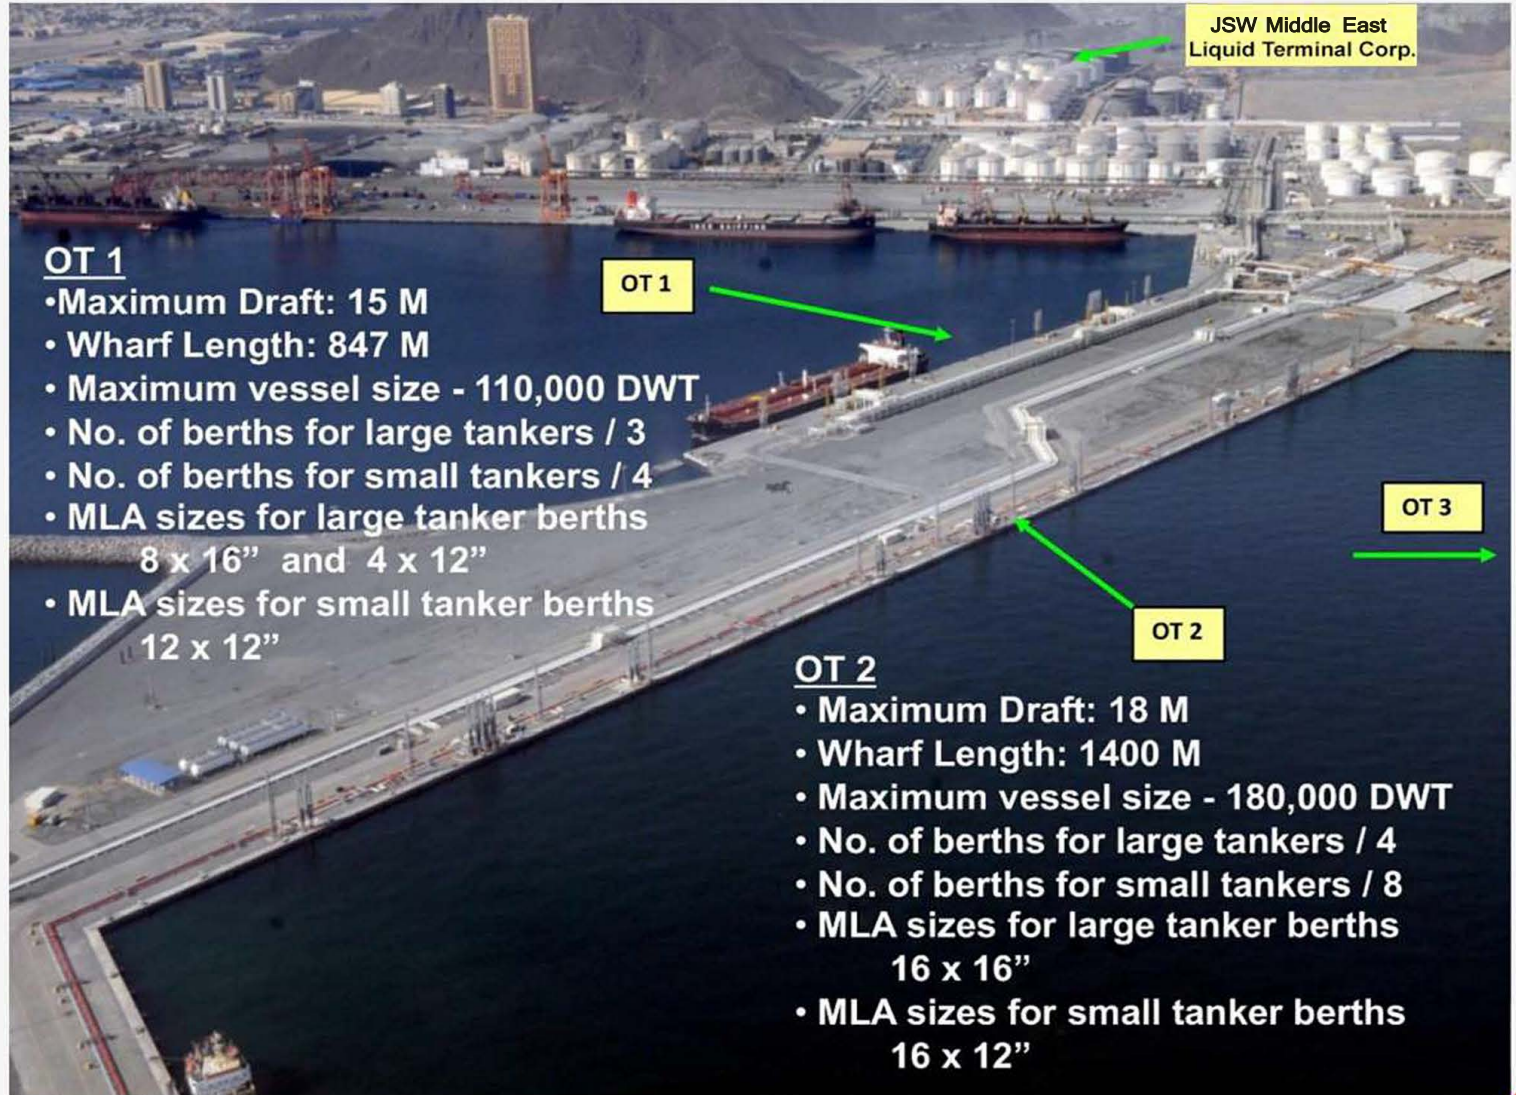 JSW Middle East
Liquid Terminal Corp.
OT 1
•Maximum Draft: 15 M
• Wharf Length: 847 M
• Maximum vessel size - 110,000 DWT
• No. of berths for large tankers / 3
• No. of berths for small tankers / 4
• MLA sizes for large tanker berths
8 x 16” and 4 x 12”
• MLA sizes for small tanker berths
12 x 12”
OT 1
OT 3
OT 2
OT 2
• Maximum Draft: 18 M
• Wharf Length: 1400 M
• Maximum vessel size - 180,000 DWT
• No. of berths for large tankers / 4
• No. of berths for small tankers / 8
• MLA sizes for large tanker berths
16 x 16”
• MLA sizes for small tanker berths
16 x 12”